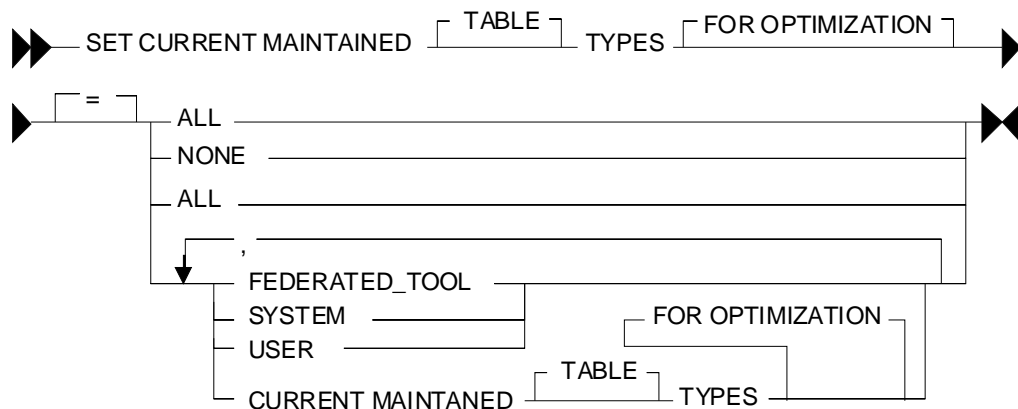 TABLE FOR OPTIMIZATION
SET CURRENT MAINTAINED TYPES
=
ALL
NONE
ALL
,
FEDERATED_TOOL
SYSTEM FOR OPTIMIZATION
USER
TABLE
CURRENT MAINTANED TYPES